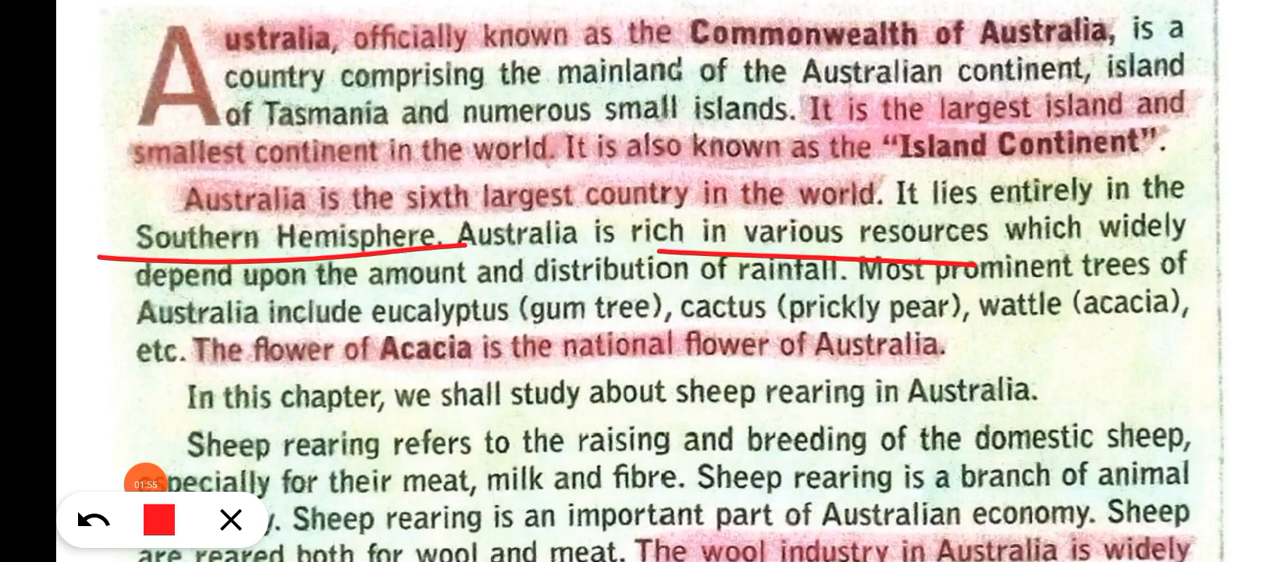 Australia, officially known as the Commonwealth of Australia, is a
country comprising the mainland of the Australian continent, island
of Tasmania and numerous small islands. It is the largest island and
smallest continent in the world. It is also known as the “Island Continent”.
Australia is the sixth largest country in the world. It lies entirely in the
Southern Hemisphere. Australia is rich in various resources which widely
depend upon the amount and distribution of rainfall. Most prominent trees of
Australia include eucalyptus (gum tree), cactus (prickly pear), wattle (acacia),
etc. The flower of Acacia is the national flower of Australia.
In this chapter, we shall study about sheep rearing in Australia.
Sheep rearing refers to the raising and breeding of the domestic sheep,
especially for their meat, milk and fibre. Sheep rearing is a branch of animal
. Sheep rearing is an important part of Australian economy. Sheep
are reared both for wool and meat. The wool industry in Australia is widely
01:55